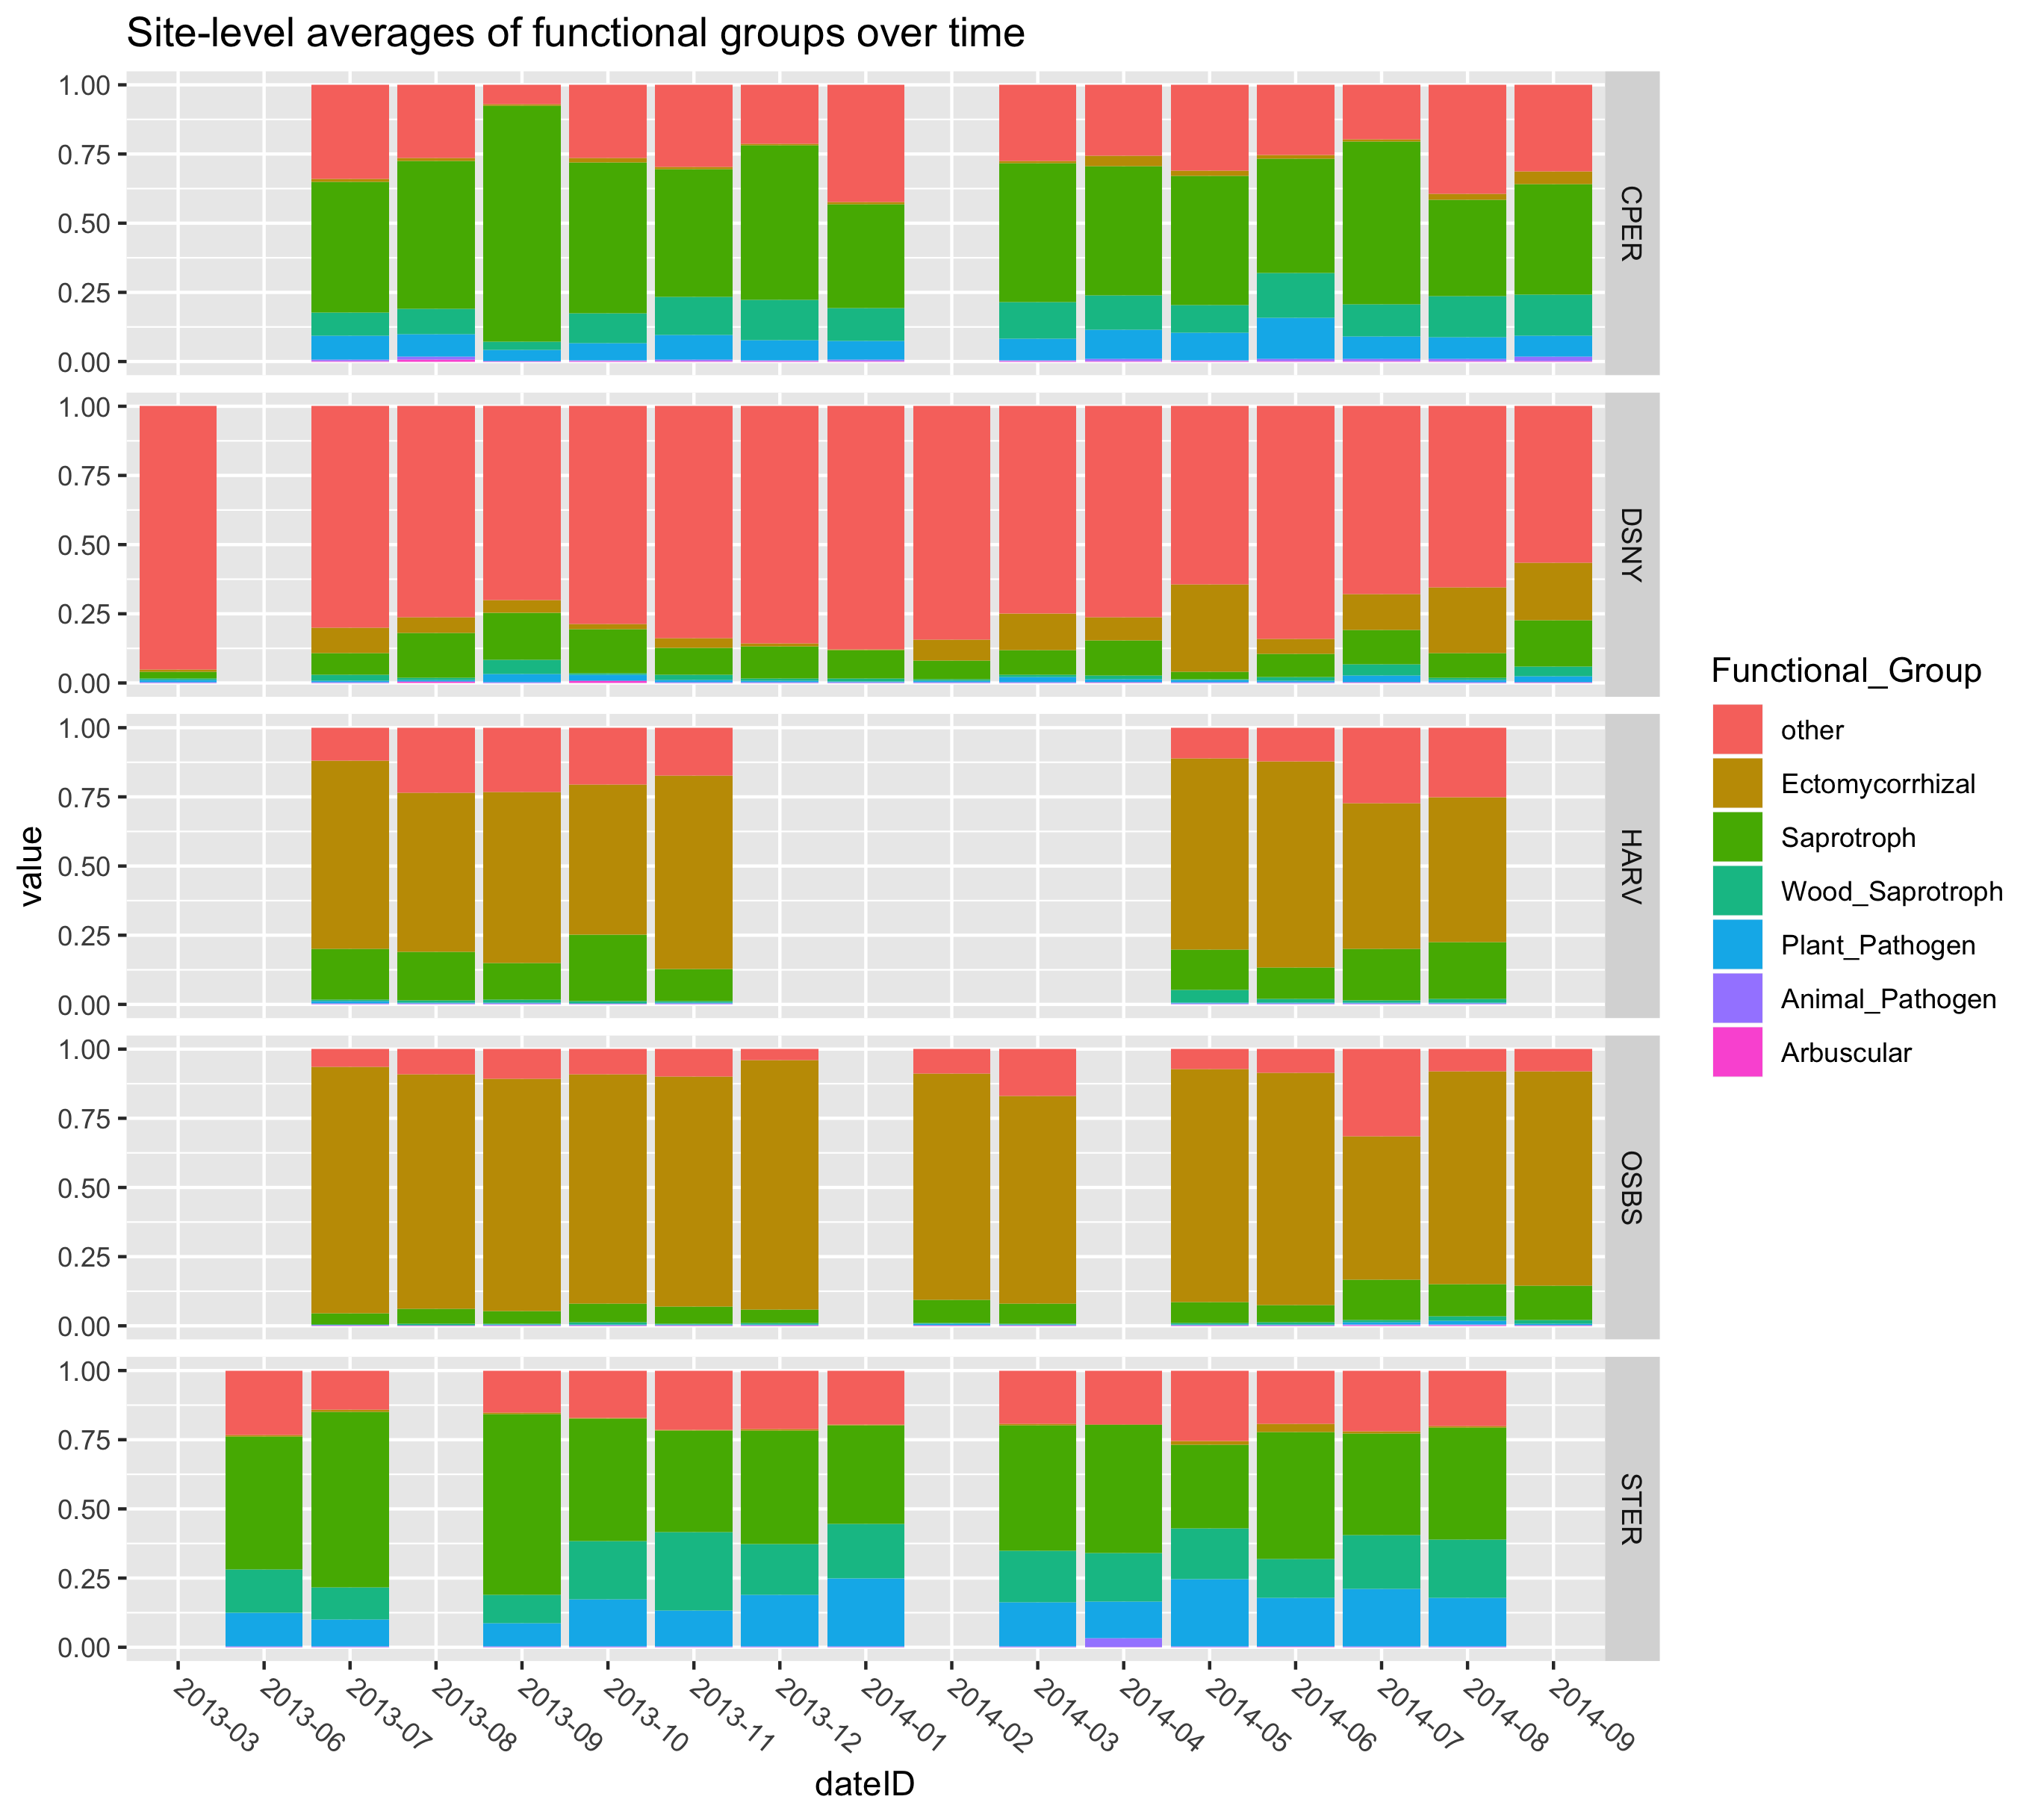 Site-level averages of functional groups over time
1.00
0.75
0.50
0.25
0.00
CPER
1.00
0.75
0.50
0.25
0.00
DSNY
1.00
0.75
0.50
0.25
0.00
HARV
1.00
0.75
0.50
0.25
0.00
OSBS
1.00
0.75
0.50
0.25
0.00
STER
value
2013-03
2013-06
2013-07
2013-08
2013-09
2013-10
2013-11
2013-12
2014-01
2014-02
2014-03
2014-04
2014-05
2014-06
2014-07
2014-08
2014-09
dateID
Functional_Group
other
Ectomycorrhizal
Saprotroph
Wood_Saprotroph
Plant_Pathogen
Animal_Pathogen
Arbuscular